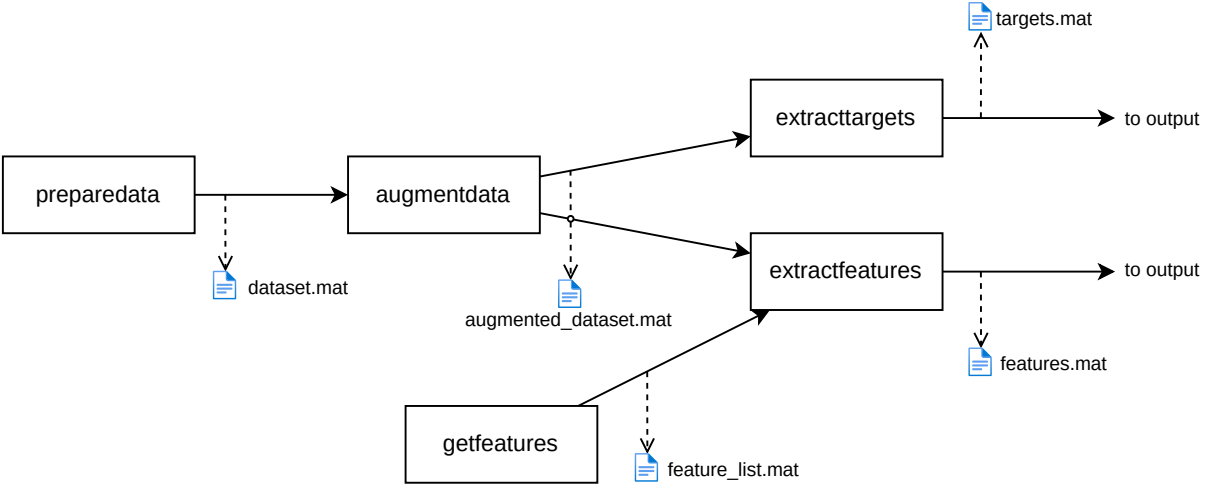 targets.mat
extracttargets
to output
preparedata
augmentdata
extractfeatures
to output
dataset.mat
augmented_dataset.mat
features.mat
getfeatures
feature_list.mat